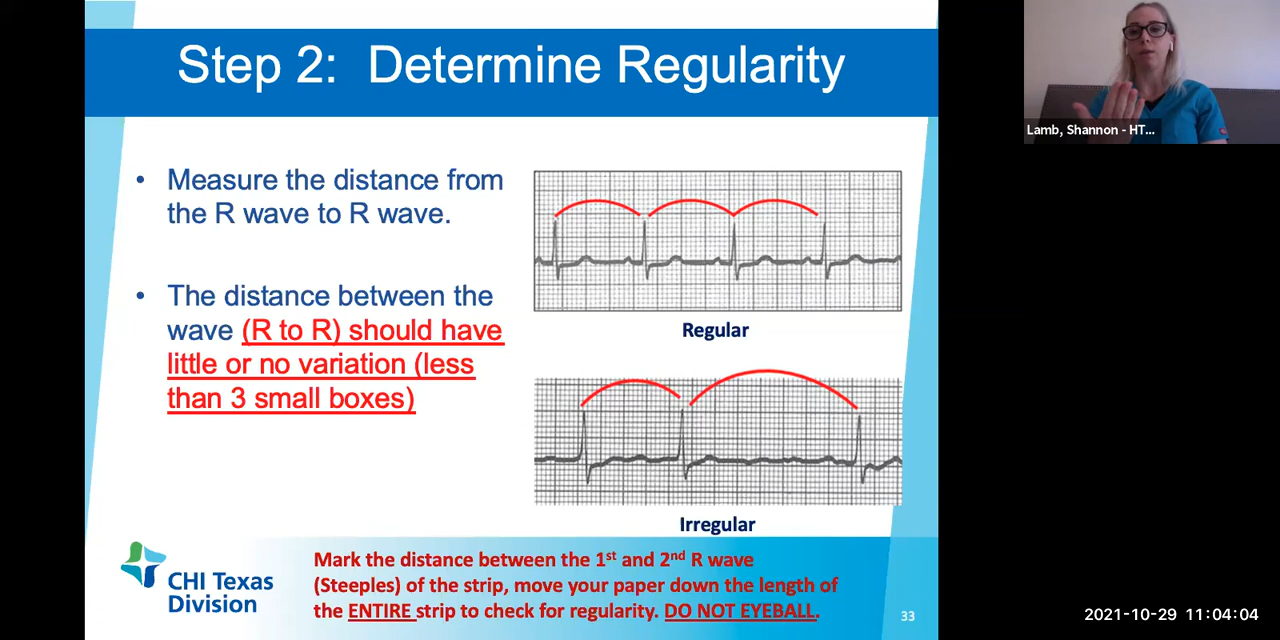 Step 2:  Determine Regularity
• Measure the distance from
the R wave to R wave.
• The distance between the
wave (R to R) should have
little or no variation (less
than 3 small boxes)
Regular
Irregular
CHI Texas
Division
Mark the distance between the 1st and 2nd R wave
(Steeples) of the strip, move your paper down the length of
the ENTIRE strip to check for regularity. DO NOT EYEBALL.
33
Lamb, Shannon - HT...
2021-10-29 11:04:04